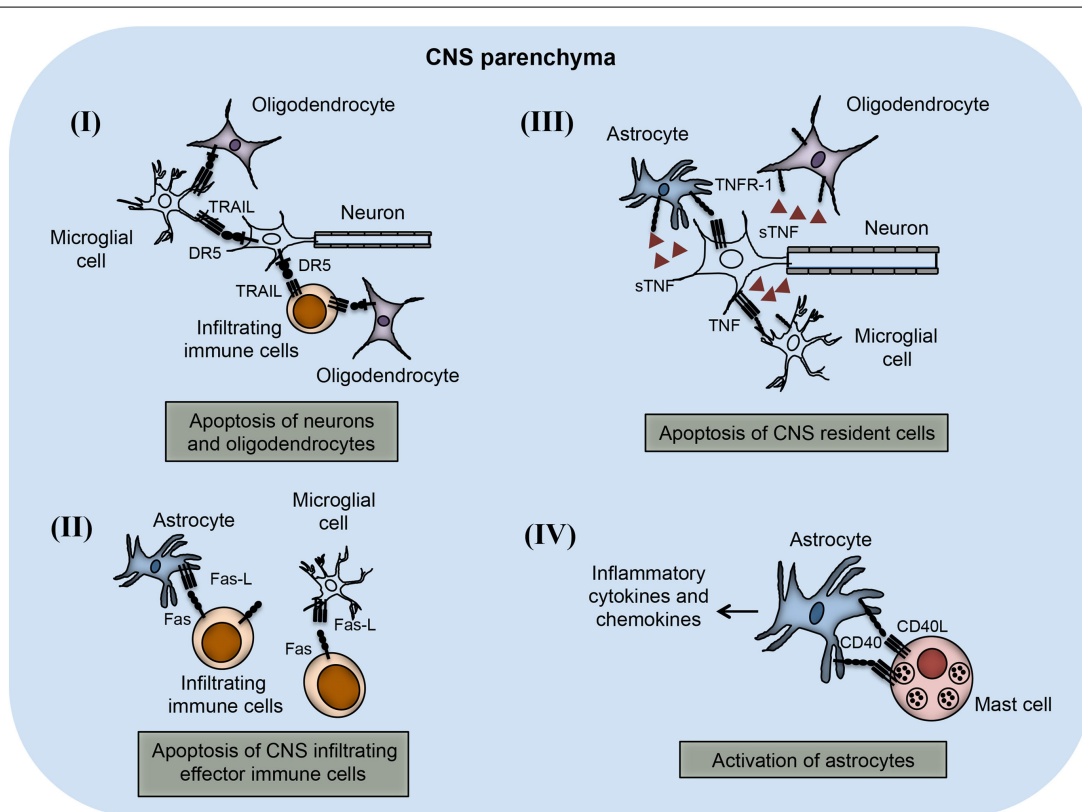 CNS parenchyma
(I)
Oligodendrocyte
TRAIL
Microglial
cell
DR5
Neuron
DR5
TRAIL
Infiltrating
immune cells
Oligodendrocyte
Apoptosis of neurons
and oligodendrocytes
(III)
Oligodendrocyte
Astrocyte
TNFR-1
sTNF
Neuron
sTNF
TNF
Microglial
cell
Apoptosis of CNS resident cells
(II)
Astrocyte
Microglial
cell
Fas-L
Fas
Fas-L
Fas
Infiltrating
immune cells
Apoptosis of CNS infiltrating
effector immune cells
(IV)
Astrocyte
Inflammatory
cytokines and
chemokines
CD40L
CD40
Mast cell
Activation of astrocytes